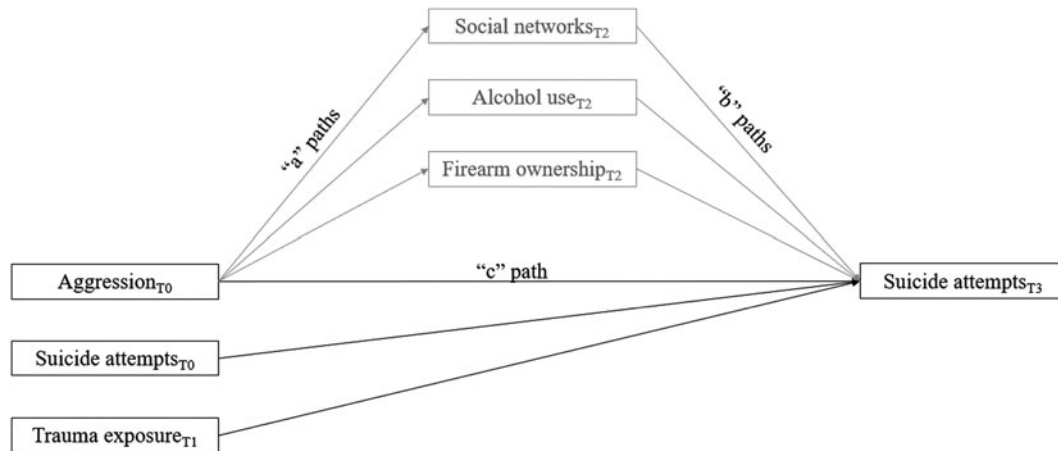 Social networksT2
Alcohol useT2
Firearm ownershipT2
“a” paths
“b” paths
“c” path
AggressionT0
Suicide attemptsT3
Suicide attemptsT0
Trauma exposureT1